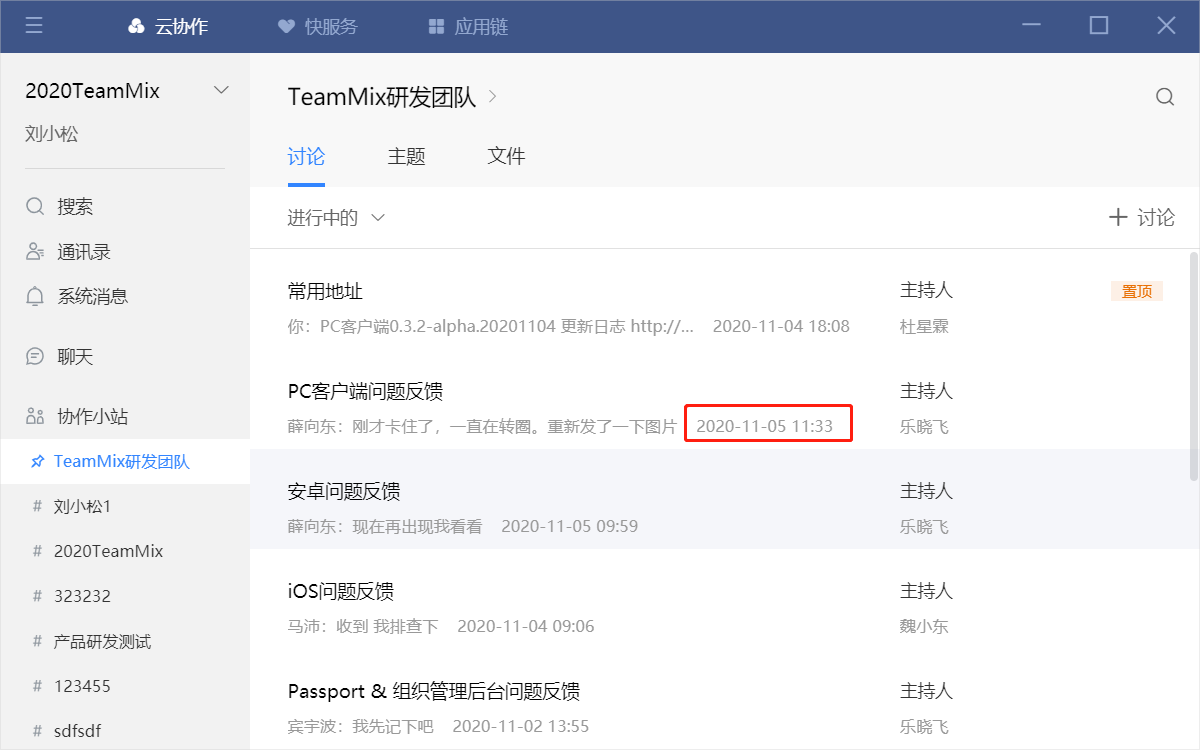 云协作 快服务 应用链
2020TeamMix
刘小松
搜索
通讯录
系统消息
聊天
协作小站
TeamMix研发团队
# 刘小松1
# 2020TeamMix
# 323232
# 产品研发测试
# 123455
# sdfsdf
TeamMix研发团队
讨论 主题 文件
进行中的 + 讨论
常用地址 主持人 置顶
你：PC客户端0.3.2-alpha.20201104 更新日志 http://... 2020-11-04 18:08 杜星霖
PC客户端问题反馈 主持人
薛向东：刚才卡住了，一直在转圈。重新发了一下图片 2020-11-05 11:33 乐晓飞
安卓问题反馈 主持人
薛向东：现在再出现我看看 2020-11-05 09:59 乐晓飞
iOS问题反馈 主持人
马沛：收到 我排查下 2020-11-04 09:06 魏小东
Passport & 组织管理后台问题反馈 主持人
宾宇波：我先记下吧 2020-11-02 13:55 乐晓飞